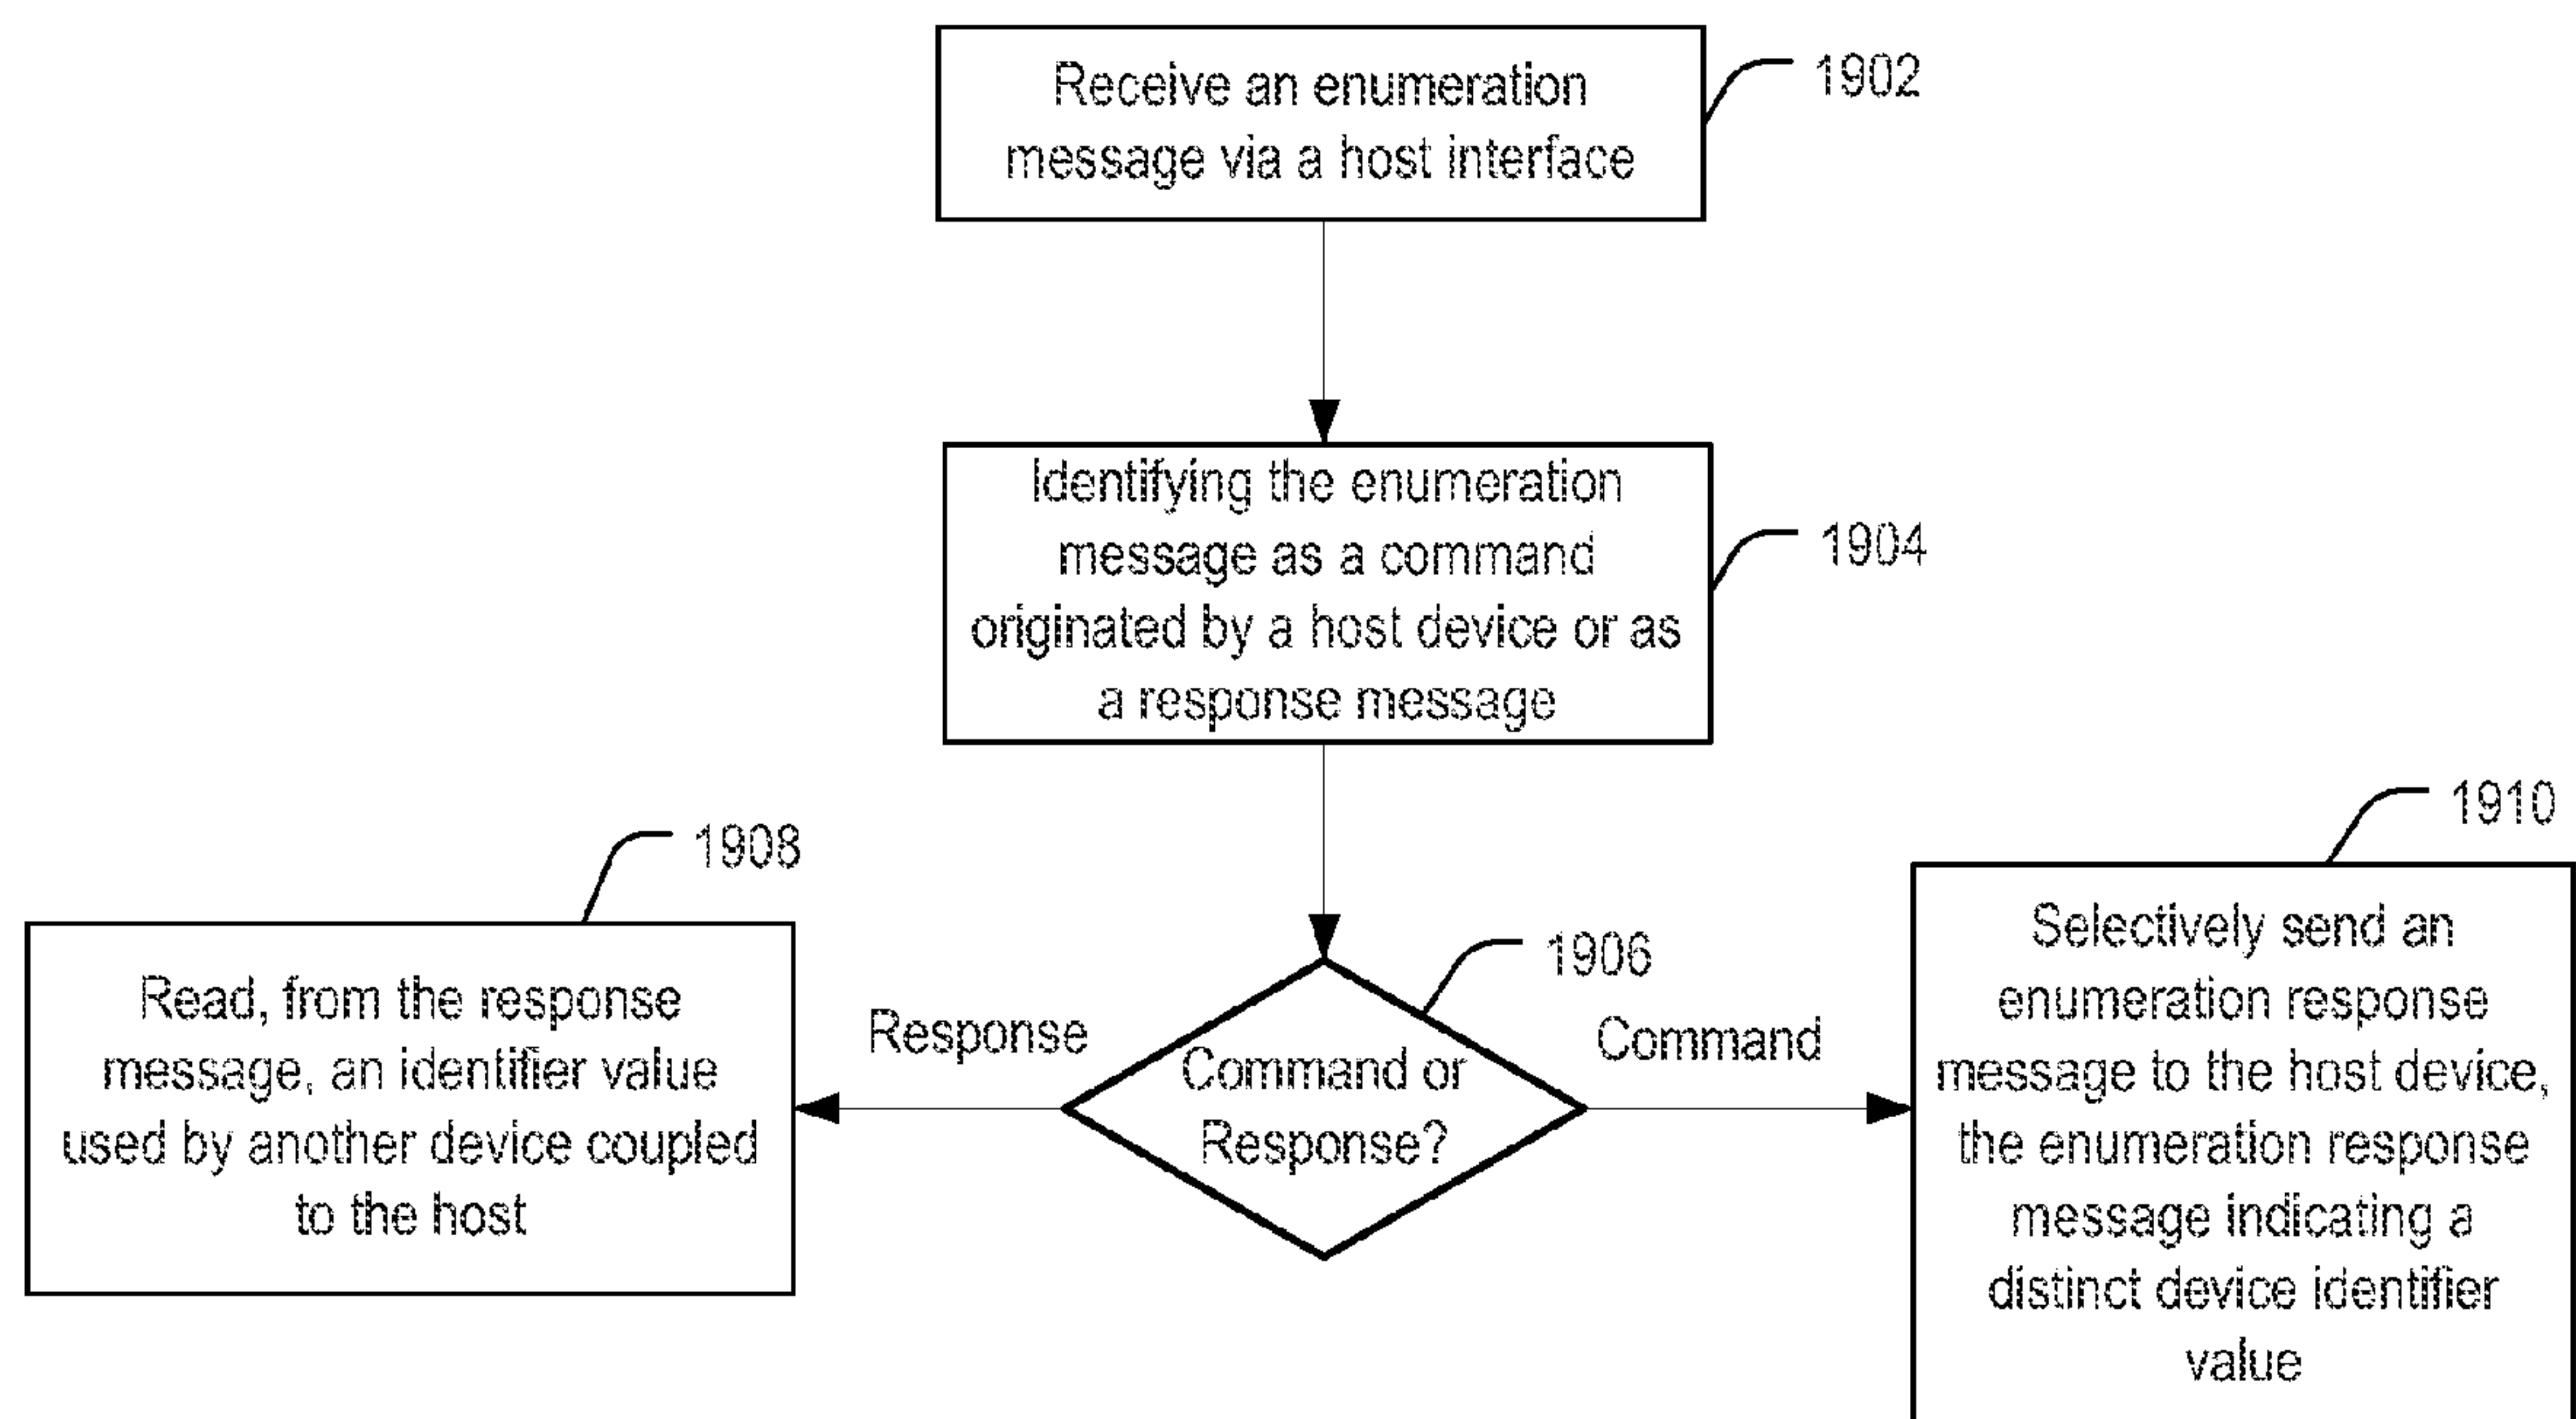 Receive an enumeration
message via a host interface
1902
Identifying the enumeration
message as a command
originated by a host device or as
a response message
1904
1908
Read, from the response
message, an identifier value
used by another device coupled
to the host
Response
1906
Command or
Response?
Command
1910
Selectively send an
enumeration response
message to the host device,
the enumeration response
message indicating a
distinct device identifier
value